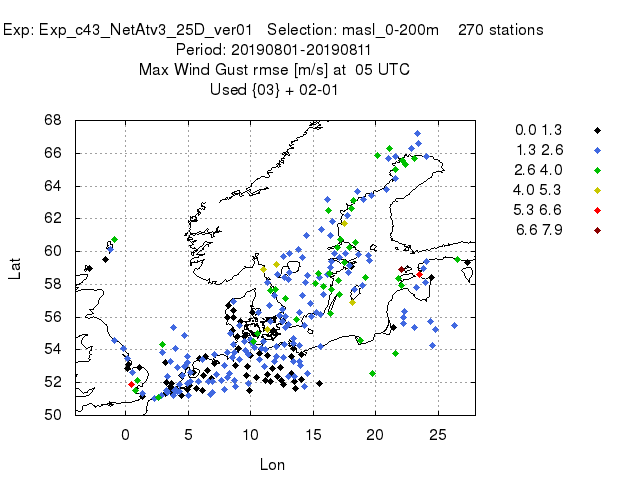 Exp: Exp_c43_NetAtv3_25D_ver01 Selection: masl_0-200m 270 stations
Period: 20190801-20190811
Max Wind Gust rmse [m/s] at 05 UTC
Used {03} + 02-01
68
66
64
62
60
58
56
54
52
50
Lat
0 5 10 15 20 25
Lon
0.0 1.3
1.3 2.6
2.6 4.0
4.0 5.3
5.3 6.6
6.6 7.9